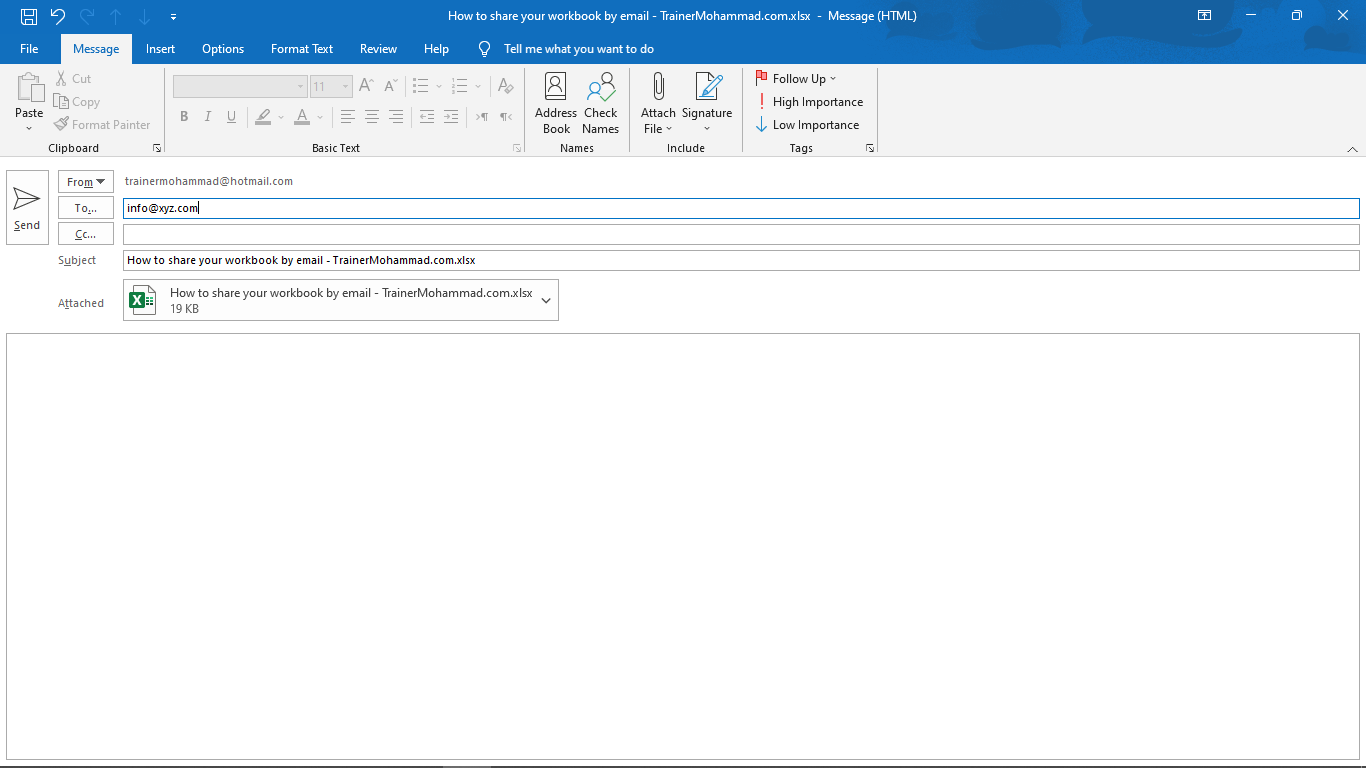 How to share your workbook by email - TrainerMohammad.com.xlsx - Message (HTML)
File Message Insert Options Format Text Review Help Tell me what you want to do
Paste
Cut
Copy
Format Painter
Clipboard
11
B I U
Basic Text
Address Book
Check Names
Names
Attach File
Signature
Include
Follow Up
High Importance
Low Importance
Tags
Send
From trainermohammad@hotmail.com
To... info@xyz.com
Cc...
Subject How to share your workbook by email - TrainerMohammad.com.xlsx
Attached How to share your workbook by email - TrainerMohammad.com.xlsx
19 KB